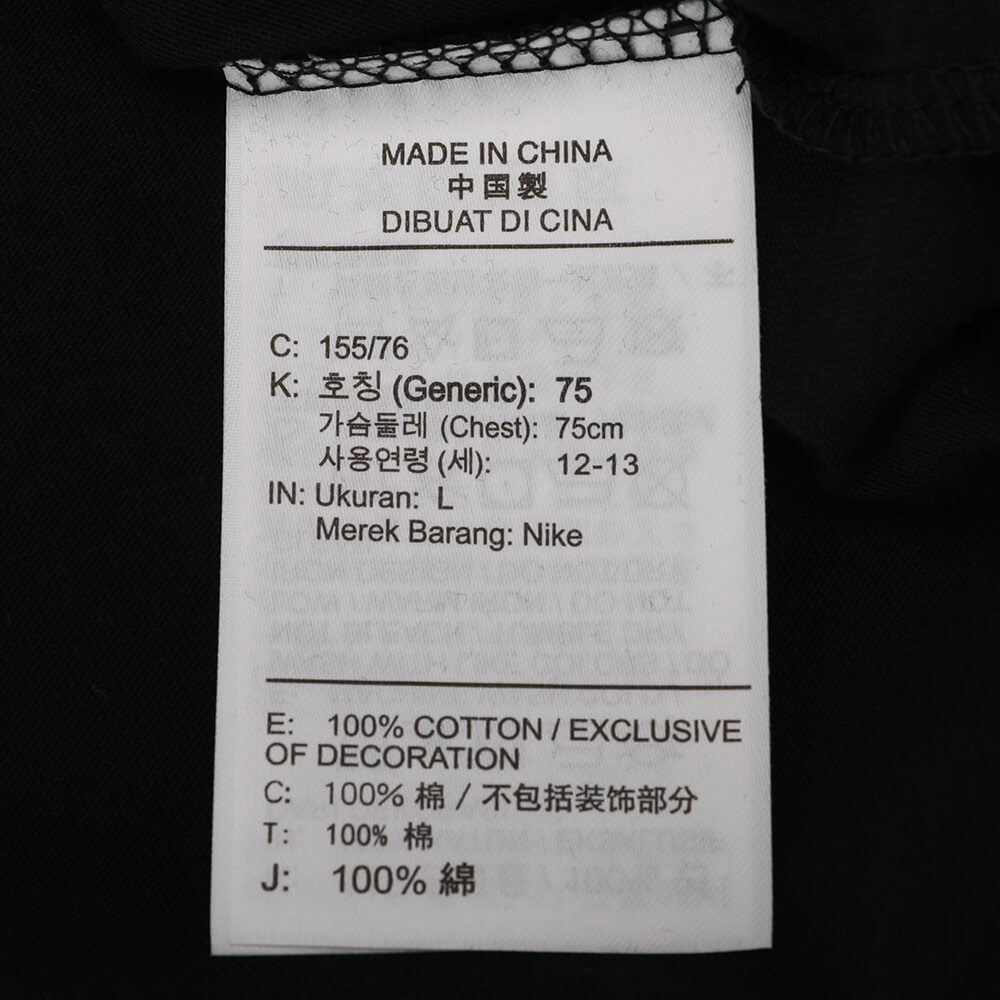 MADE IN CHINA
中国製
DIBUAT DI CINA
C: 155/76
K: 호칭 (Generic): 75
가슴둘레 (Chest): 75cm
사용연령 (세): 12-13
IN: Ukuran: L
Merek Barang: Nike
E: 100% COTTON / EXCLUSIVE
OF DECORATION
C: 100% 棉 / 不包括装饰部分
T: 100% 棉
J: 100% 綿